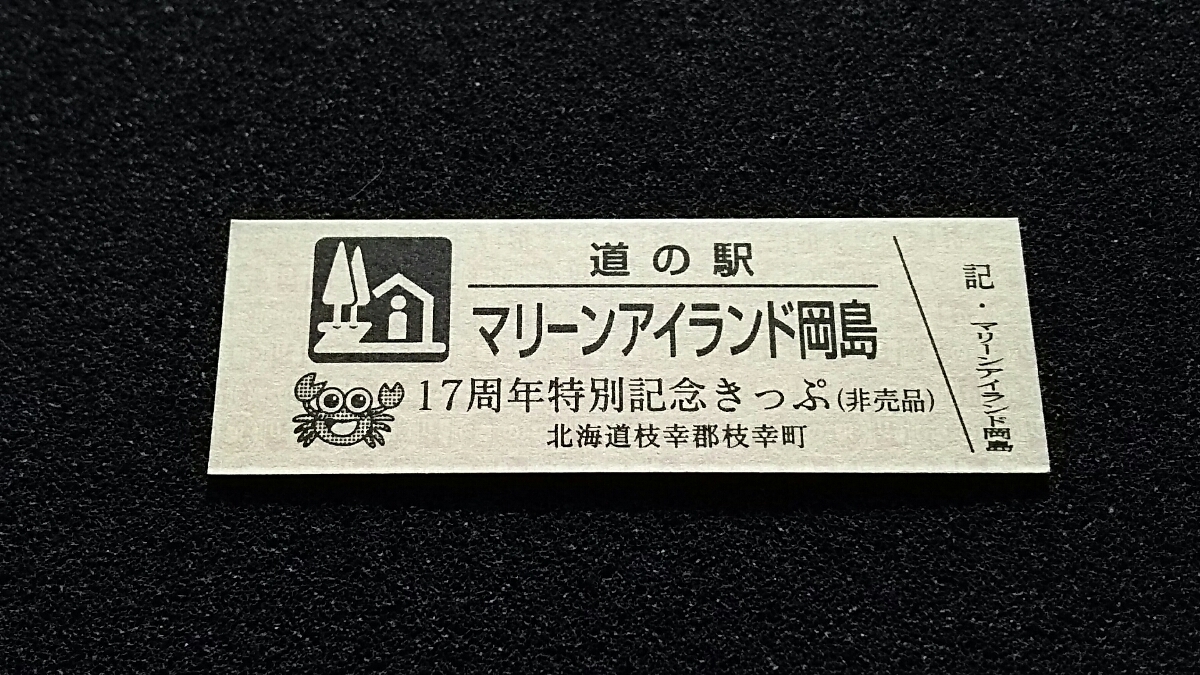 道の駅
マリーンアイランド岡島
17周年特別記念きっぷ(非売品)
北海道枝幸郡枝幸町
記・マリーンアイランド岡島